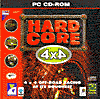 PC CD-ROM
HARD
CORE
4x4
4 x 4 OFF-ROAD RACING
AT ITS ROUGHEST